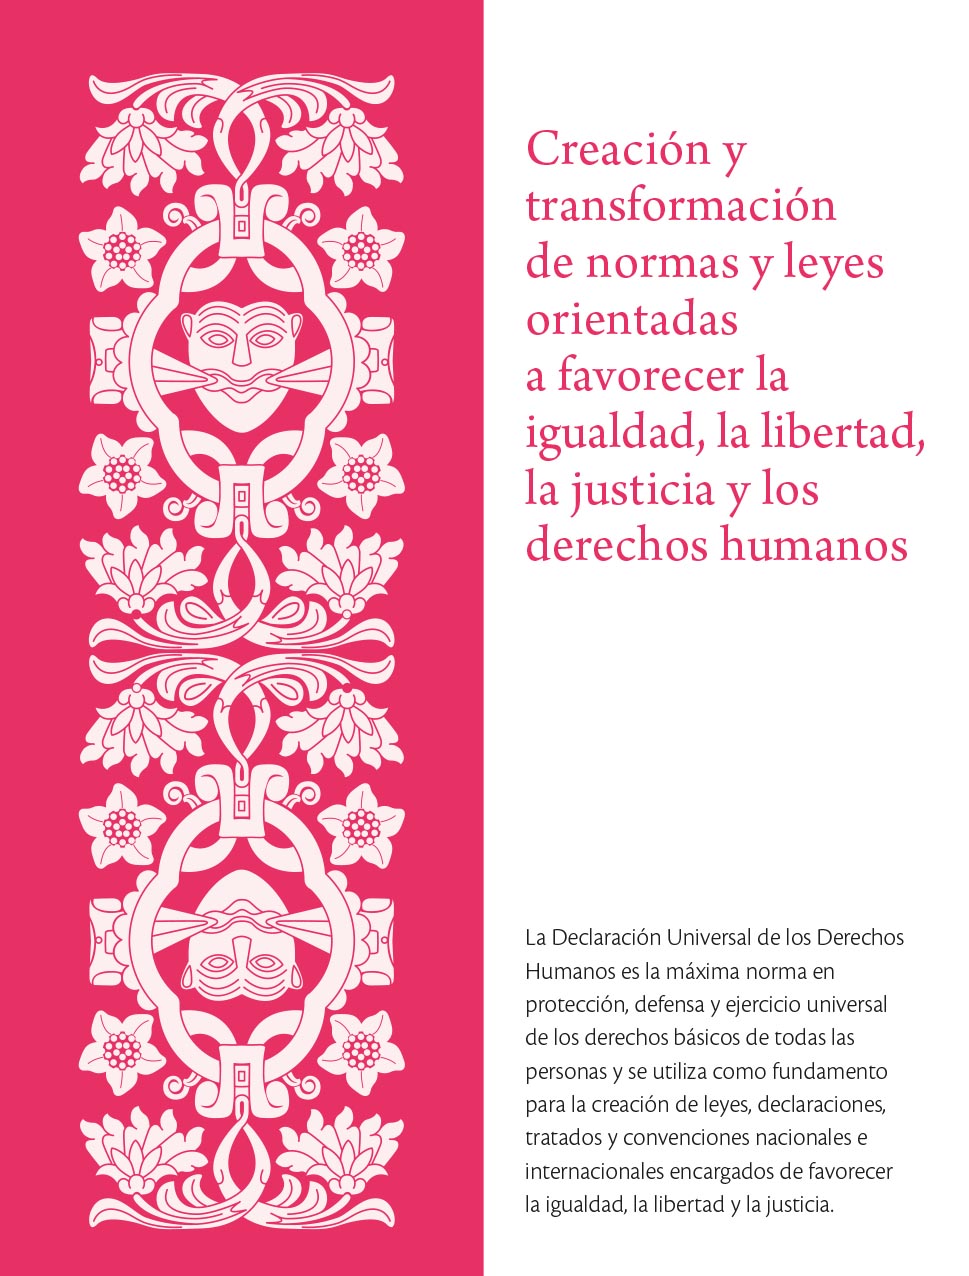 Creación y
transformación
de normas y leyes
orientadas
a favorecer la
igualdad, la libertad,
la justicia y los
derechos humanos
La Declaración Universal de los Derechos
Humanos es la máxima norma en
protección, defensa y ejercicio universal
de los derechos básicos de todas las
personas y se utiliza como fundamento
para la creación de leyes, declaraciones,
tratados y convenciones nacionales e
internacionales encargados de favorecer
la igualdad, la libertad y la justicia.